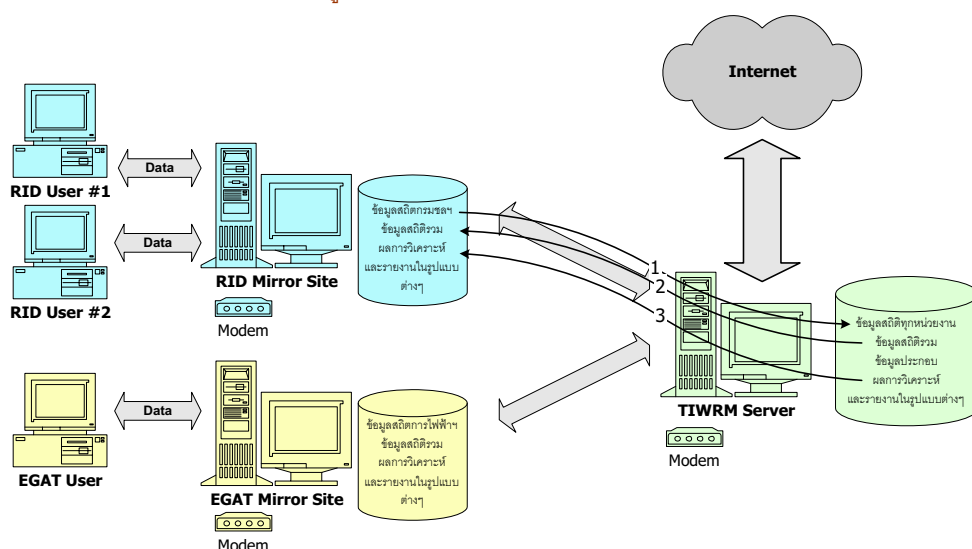 Internet
Data
RID User #1
Data
RID User #2
RID Mirror Site
Modem
ข้อมูลสถิตกรมชลฯ
ข้อมูลสถิติรวม
ผลการวิเคราะห์
และรายงานในรูปแบบ
ต่างๆ
1
2
3
ข้อมูลสถิติทุกหน่วยงาน
ข้อมูลสถิติรวม
ข้อมูลประกอบ
ผลการวิเคราะห์
และรายงานในรูปแบบต่างๆ
TIWRM Server
Modem
Data
EGAT User
EGAT Mirror Site
Modem
ข้อมูลสถิตการไฟฟ้าฯ
ข้อมูลสถิติรวม
ผลการวิเคราะห์
และรายงานในรูปแบบ
ต่างๆ